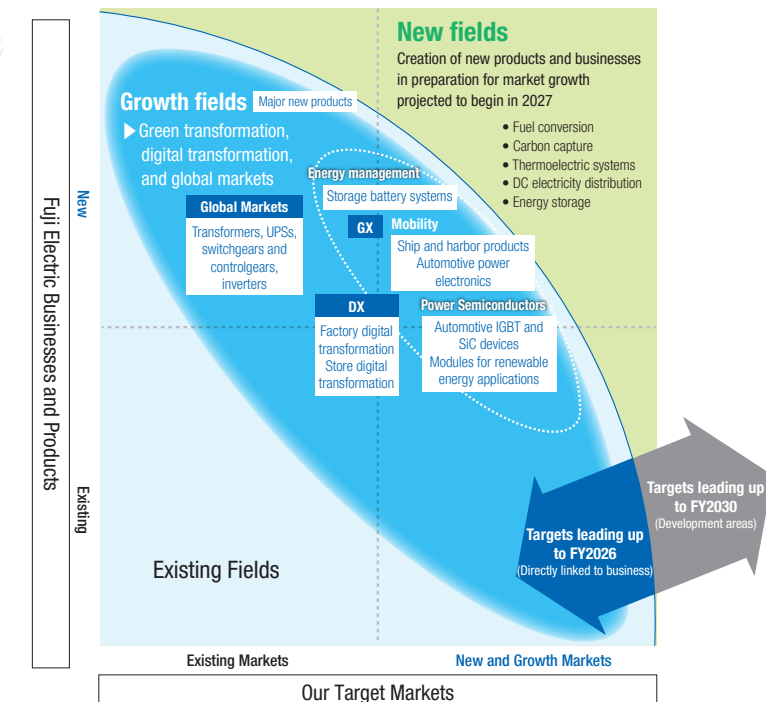 New fields
Creation of new products and businesses
in preparation for market growth
projected to begin in 2027
• Fuel conversion
• Carbon capture
• Thermoelectric systems
• DC electricity distribution
• Energy storage
Growth fields
Major new products
▶ Green transformation,
digital transformation,
and global markets
Global Markets
Transformers, UPSs,
switchgears and
controlgears,
inverters
Energy management
Storage battery systems
GX
Mobility
Ship and harbor products
Automotive power
electronics
DX
Factory digital
transformation
Store digital
transformation
Power Semiconductors
Automotive IGBT and
SiC devices
Modules for renewable
energy applications
Existing Fields
Targets leading up
to FY2026
(Directly linked to business)
Targets leading up
to FY2030
(Development areas)
Fuji Electric Businesses and Products
New
Existing
Existing Markets
New and Growth Markets
Our Target Markets